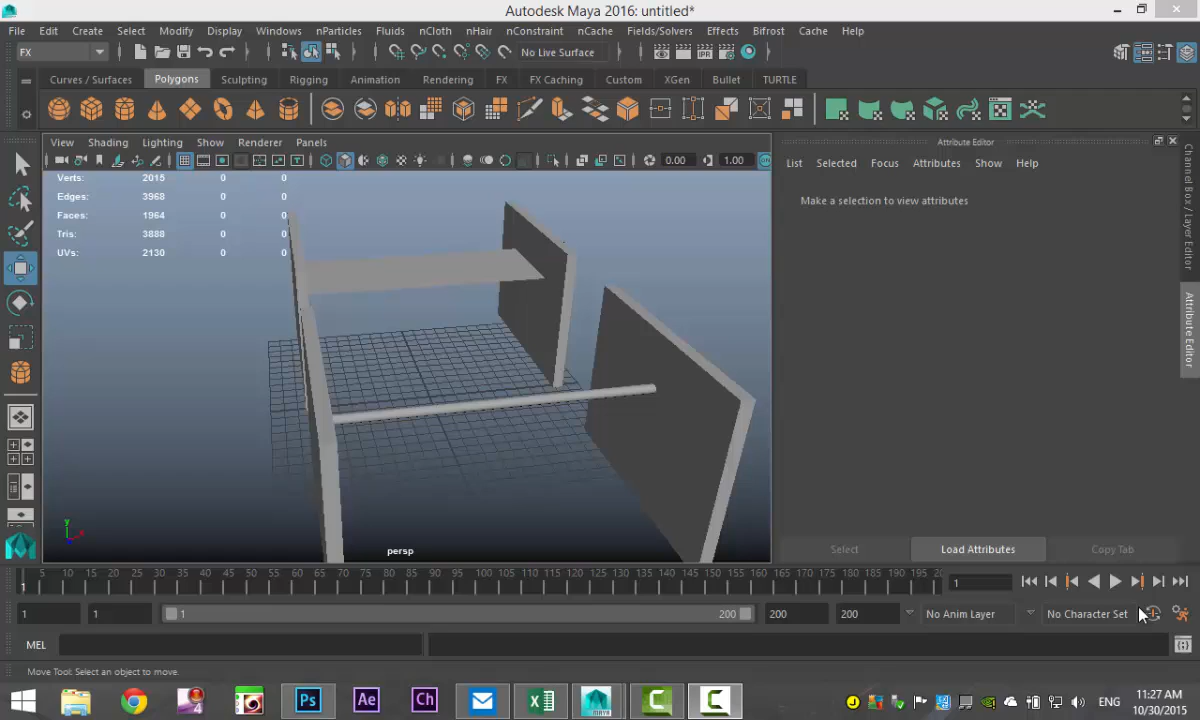 Autodesk Maya 2016: untitled*
File Edit Create Select Modify Display Windows nParticles Fluids nCloth nHair nConstraint nCache Fields/Solvers Effects Bifrost Cache Help
FX No Live Surface
Curves / Surfaces Polygons Sculpting Rigging Animation Rendering FX FX Caching Custom XGen Bullet TURTLE
View Shading Lighting Show Renderer Panels
0.00 1.00
Verts: 2015 0 0
Edges: 3968 0 0
Faces: 1964 0 0
Tris: 3888 0 0
UVs: 2130 0 0
persp
Attribute Editor
List Selected Focus Attributes Show Help
Make a selection to view attributes
Select Load Attributes Copy Tab
Channel Box / Layer Editor
Attribute Editor
1 5 10 15 20 25 30 35 40 45 50 55 60 65 70 75 80 85 90 95 100 105 110 115 120 125 130 135 140 145 150 155 160 165 170 175 180 185 190 195 20 1
1 1 1 200 200 200 No Anim Layer No Character Set
MEL
Move Tool: Select an object to move.
Ps Ae Ch ENG 11:27 AM
10/30/2015